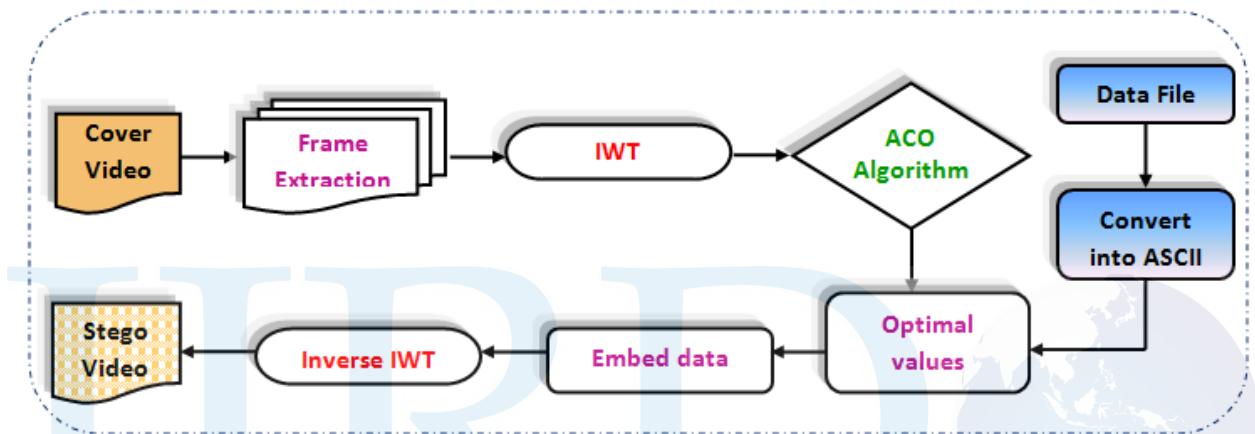 Cover
Video
Frame
Extraction
IWT
ACO
Algorithm
Data File
Convert
into ASCII
Optimal
values
Embed data
Inverse IWT
Stego
Video